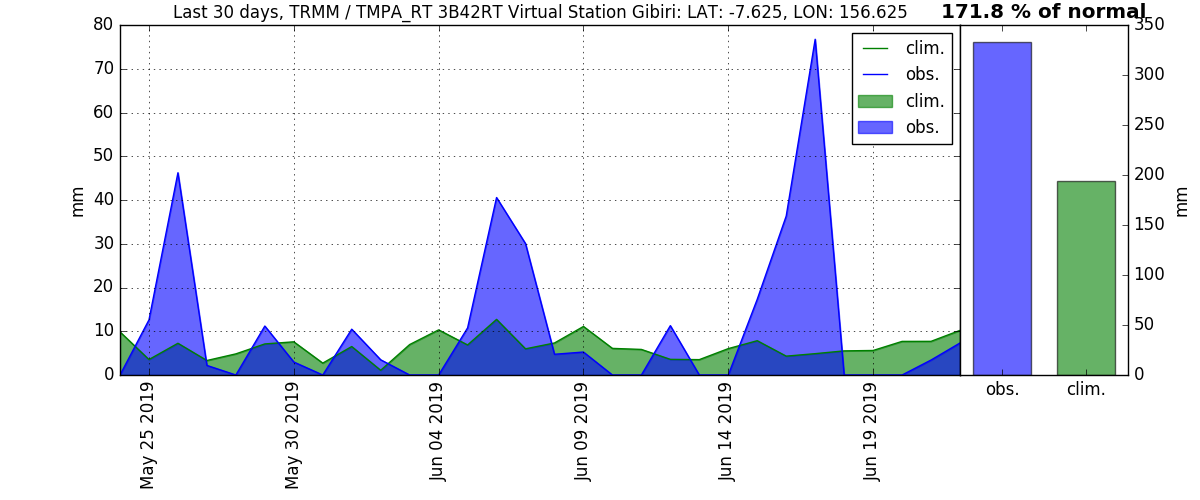 Last 30 days, TRMM / TMPA_RT 3B42RT Virtual Station Gibiri: LAT: -7.625, LON: 156.625
171.8 % of normal
80
70
60
50
40
30
20
10
0
mm
clim.
obs.
clim.
obs.
May 25 2019
May 30 2019
Jun 04 2019
Jun 09 2019
Jun 14 2019
Jun 19 2019
350
300
250
200
150
100
50
0
mm
obs.
clim.